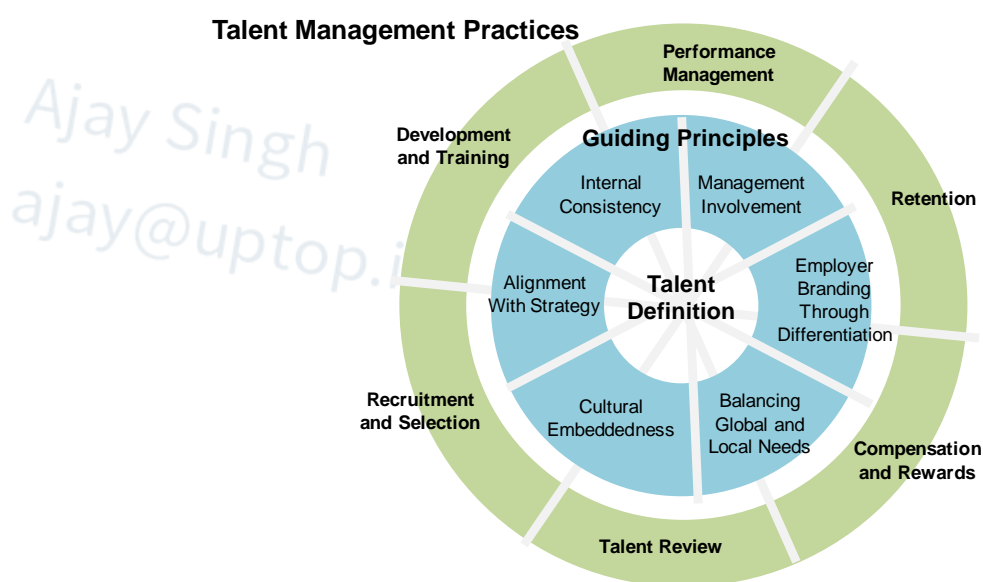 Talent Management Practices
Performance
Management
Development
and Training
Retention
Recruitment
and Selection
Compensation
and Rewards
Talent Review
Guiding Principles
Internal
Consistency
Management
Involvement
Alignment
With Strategy
Employer
Branding
Through
Differentiation
Cultural
Embeddedness
Balancing
Global and
Local Needs
Talent
Definition
Ajay Singh
ajay@uptop.i